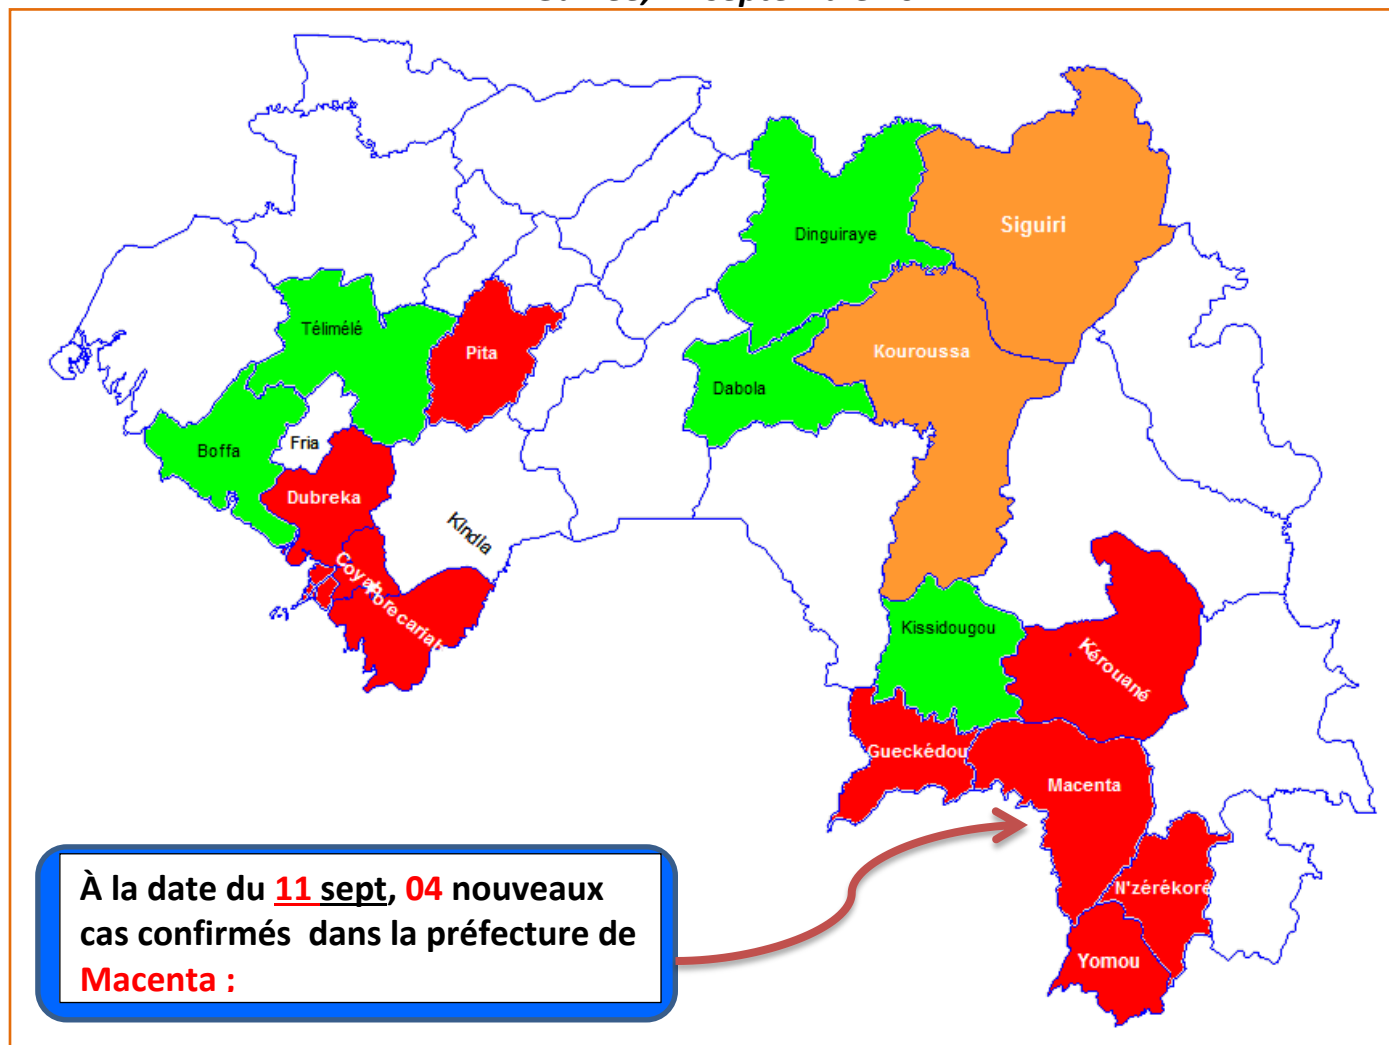 Siguiri
Dinguiraye
Télimélé
Pita
Kouroussa
Dabola
Fria
Boffa
Dubreka
KIndia
Coyah
Forecariah
Kissidougou
Kérouané
Gueckédou
Macenta
N'zérékoré
Yomou
À la date du 11 sept, 04 nouveaux
cas confirmés dans la préfecture de
Macenta :